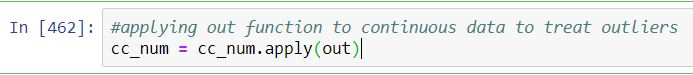 In [462]: #applying out function to continuous data to treat outliers
cc_num = cc_num.apply(out)